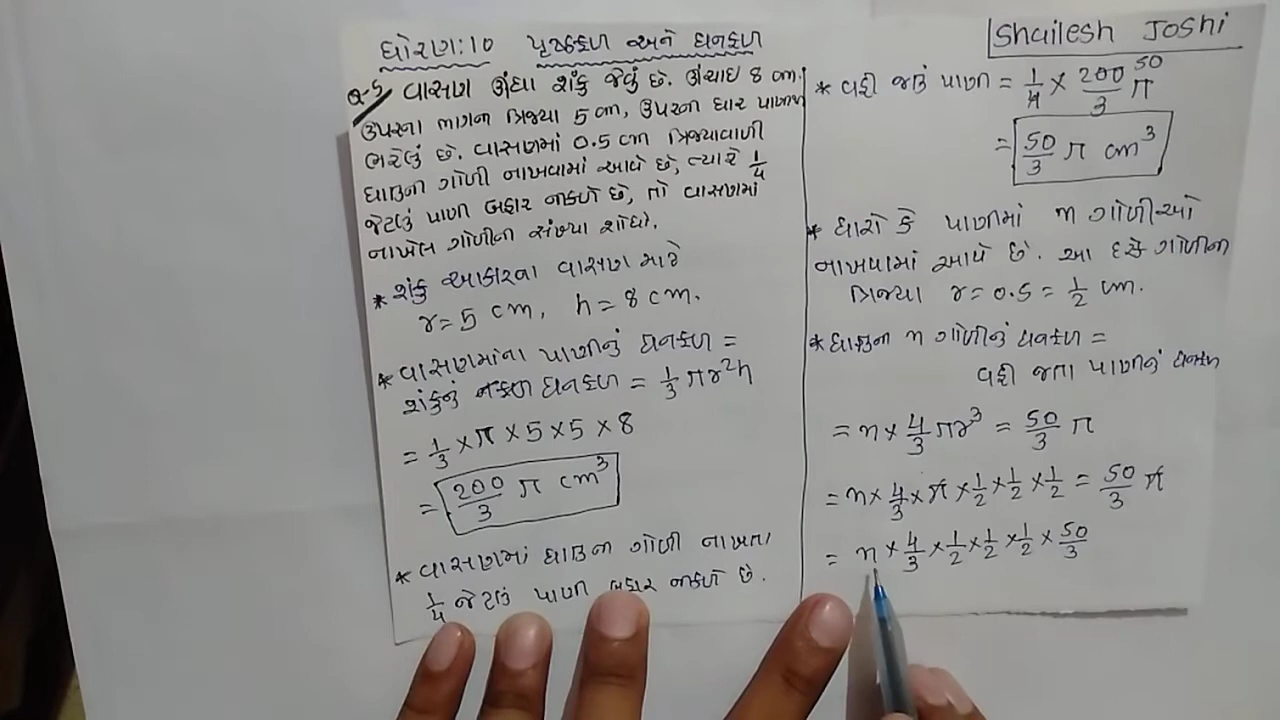 ધોરણ:10 પૃષ્ઠફળ અને ઘનફળ
Q-5 વાસણ ઊંધા શંકુ જેવું છે. ઊંચાઇ 8 cm.
ઉપરના ભાગના ત્રિજ્યા 5 cm, ઉપરના ધાર
ભરેલું છે. વાસણમાં 0.5 cm ત્રિજ્યાવાળી
ધાતુની ગોળી નાખવામાં આવે છે, ત્યારે 1/4
જેટલું પાણી બહાર નીકળે છે, તો વાસણમાં
નાખેલ ગોળીની સંખ્યા શોધો.
* શંકુ આકારના વાસણ માટે
r = 5 cm, h = 8 cm.
* વાસણમાંના પાણીનું ઘનફળ =
શંકુનું ઘનફળ = 1/3 πr²h
= 1/3 × π × 5 × 5 × 8
= 200/3 π cm³
* વાસણમાં ધાતુની ગોળી નાખતા
1/4 જેટલું પાણી બહાર નીકળે છે.
Shailesh Joshi
* વહી જતું પાણી = 1/4 × 200/3 π 50
= 50/3 π cm³
* ધારો કે પાણીમાં n ગોળીઓ
નાખવામાં આવે છે. આ દરેક ગોળીની
ત્રિજ્યા r = 0.5 = 1/2 cm.
* ધાતુની n ગોળીનું ઘનફળ =
વહી જતા પાણીનું ઘનફળ
= n × 4/3 πr³ = 50/3 π
= n × 4/3 × π × 1/2 × 1/2 × 1/2 = 50/3 π
= n × 4/3 × 1/2 × 1/2 × 1/2 × 50/3